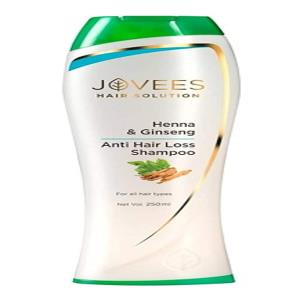 JOVEES
HAIR SOLUTION
Henna
& Ginseng
Anti Hair Loss
Shampoo
For all hair types
Net Vol. 250ml